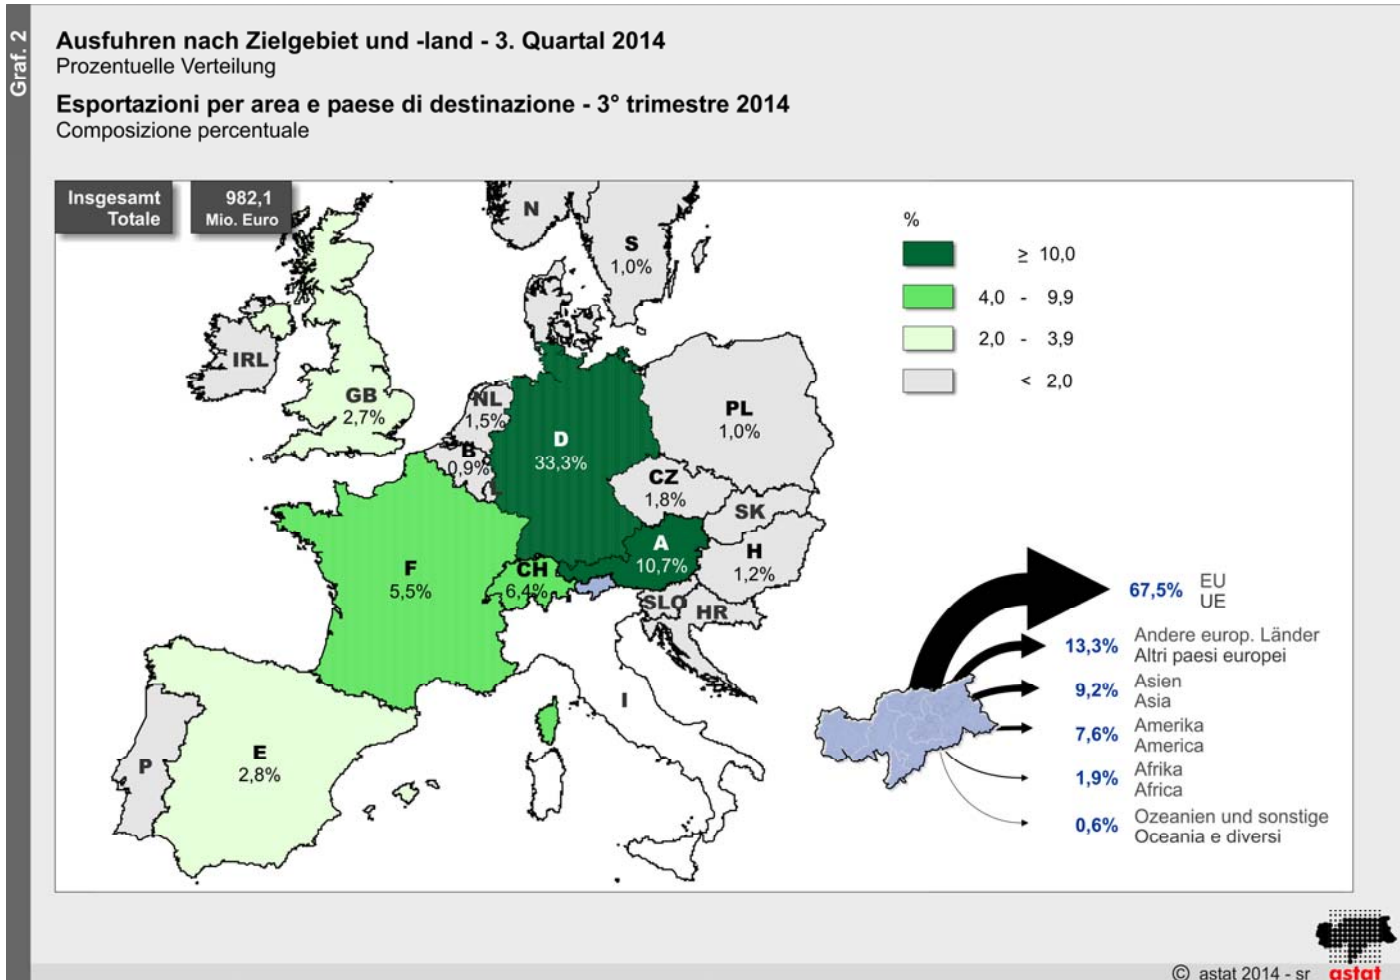 Graf. 2
Ausfuhren nach Zielgebiet und -land - 3. Quartal 2014
Prozentuelle Verteilung
Esportazioni per area e paese di destinazione - 3° trimestre 2014
Composizione percentuale
Insgesamt
Totale
982,1
Mio. Euro
%
≥ 10,0
4,0 - 9,9
2,0 - 3,9
< 2,0
N
S
1,0%
IRL
GB
2,7%
NL
1,5%
B
0,9%
L
D
33,3%
PL
1,0%
CZ
1,8%
SK
A
10,7%
H
1,2%
F
5,5%
CH
6,4%
SLO
HR
I
P
E
2,8%
67,5%
EU
UE
13,3%
Andere europ. Länder
Altri paesi europei
9,2%
Asien
Asia
7,6%
Amerika
America
1,9%
Afrika
Africa
0,6%
Ozeanien und sonstige
Oceania e diversi
© astat 2014 - sr
astat